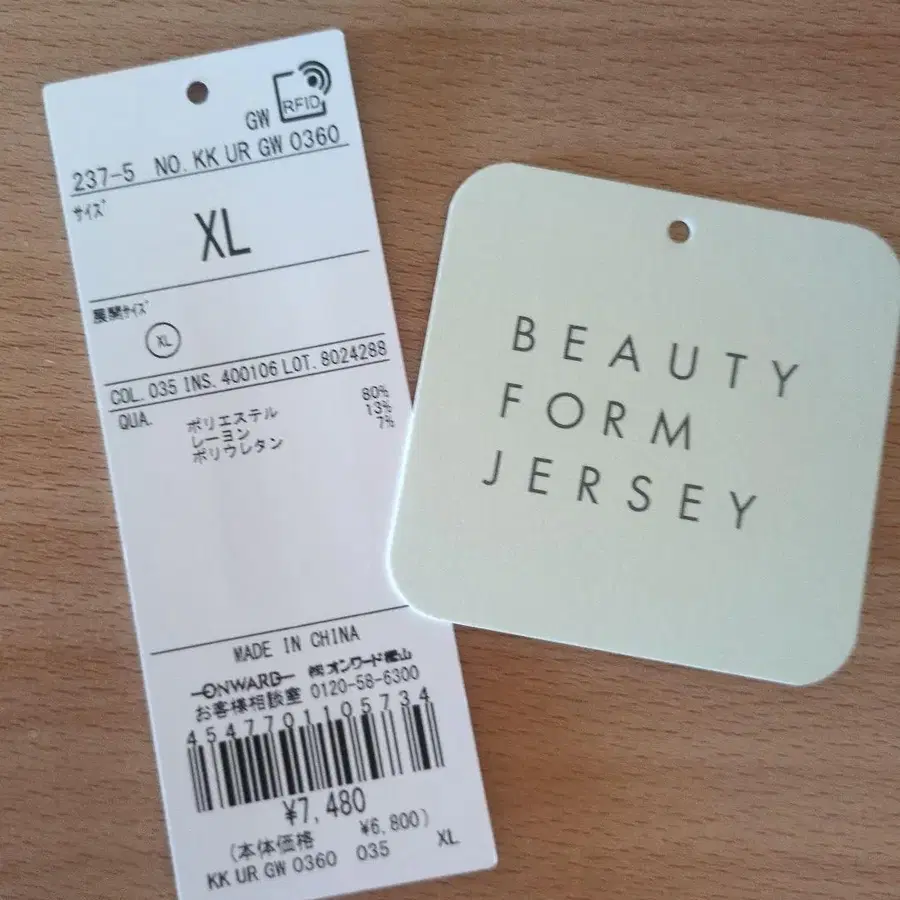 GW RFID
237-5 NO. KK UR GW 0360
サイズ
XL
展開サイズ
XL
COL. 035 INS. 400106 LOT. 8024288
QUA. ポリエステル 80%
レーヨン 13%
ポリウレタン 7%
MADE IN CHINA
ONWARD ㈱オンワード樫山
お客様相談室 0120-58-6300
4547701105734
¥7,480
(本体価格 ¥6,800)
KK UR GW 0360 035 XL
BEAUTY
FORM
JERSEY